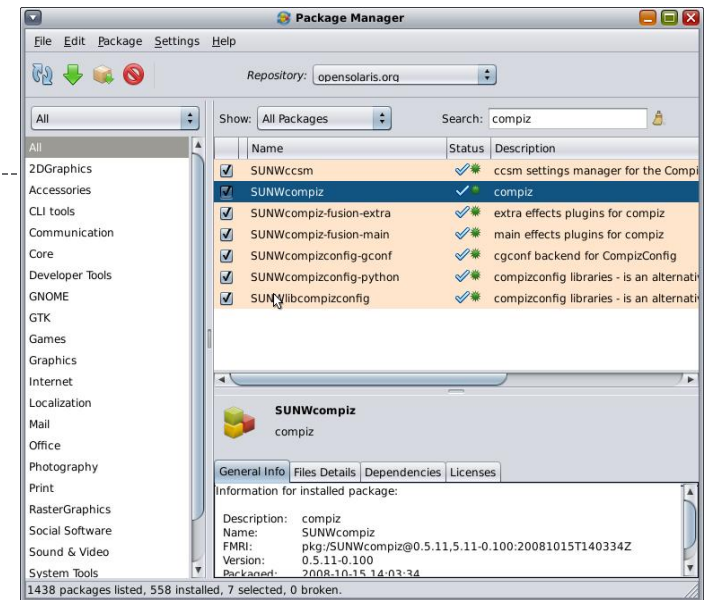 Package Manager
File Edit Package Settings Help
Repository: opensolaris.org
All
Show: All Packages
Search: compiz
All
2DGraphics
Accessories
CLI tools
Communication
Core
Developer Tools
GNOME
GTK
Games
Graphics
Internet
Localization
Mail
Office
Photography
Print
RasterGraphics
Social Software
Sound & Video
System Tools
Name Status Description
SUNWccsm ccsm settings manager for the Compi
SUNWcompiz compiz
SUNWcompiz-fusion-extra extra effects plugins for compiz
SUNWcompiz-fusion-main main effects plugins for compiz
SUNWcompizconfig-gconf cgconf backend for CompizConfig
SUNWcompizconfig-python compizconfig libraries - is an alternati
SUNWlibcompizconfig compizconfig libraries - is an alternati
SUNWcompiz
compiz
General Info Files Details Dependencies Licenses
Information for installed package:
Description: compiz
Name: SUNWcompiz
FMRI: pkg:/SUNWcompiz@0.5.11,5.11-0.100:20081015T140334Z
Version: 0.5.11-0.100
Packaged: 2008-10-15 14:03:34
1438 packages listed, 558 installed, 7 selected, 0 broken.